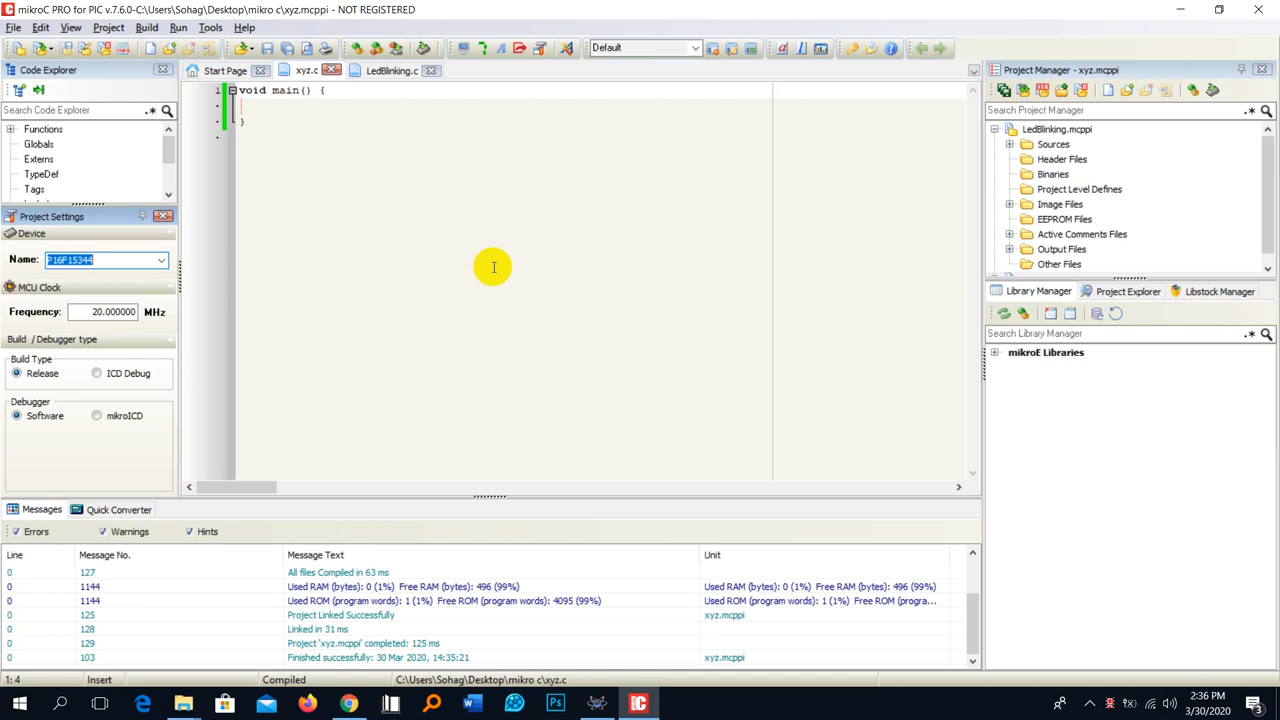 mikroC PRO for PIC v.7.6.0-C:\Users\Sohag\Desktop\mikro c\xyz.mcppi - NOT REGISTERED
File Edit View Project Build Run Tools Help
Default
Code Explorer
Start Page xyz.c LedBlinking.c
Project Manager - xyz.mcppi
Search Code Explorer
Functions
Globals
Externs
TypeDef
Tags
1 void main() {
}
Search Project Manager
LedBlinking.mcppi
Sources
Header Files
Binaries
Project Level Defines
Image Files
EEPROM Files
Active Comments Files
Output Files
Other Files
Project Settings
Device
Name: P16F15344
MCU Clock
Frequency: 20.000000 MHz
Build / Debugger type
Build Type
Release ICD Debug
Debugger
Software mikroICD
Library Manager Project Explorer Libstock Manager
Search Library Manager
mikroE Libraries
Messages Quick Converter
Errors Warnings Hints
Line Message No. Message Text Unit
0 127 All files Compiled in 63 ms
0 1144 Used RAM (bytes): 0 (1%) Free RAM (bytes): 496 (99%) Used RAM (bytes): 0 (1%) Free RAM (bytes): 496 (99%)
0 1144 Used ROM (program words): 1 (1%) Free ROM (program words): 4095 (99%) Used ROM (program words): 1 (1%) Free ROM (progra...
0 125 Project Linked Successfully xyz.mcppi
0 128 Linked in 31 ms
0 129 Project 'xyz.mcppi' completed: 125 ms
0 103 Finished successfully: 30 Mar 2020, 14:35:21 xyz.mcppi
1: 4 Insert Compiled C:\Users\Sohag\Desktop\mikro c\xyz.c
2:36 PM
3/30/2020